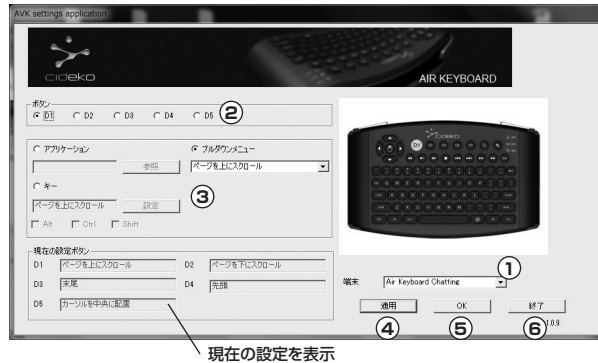 AVK settings application
cideko
AIR KEYBOARD
ボタン
D1 D2 D3 D4 D5 ②
アプリケーション
参照
プルダウンメニュー
ページを上にスクロール
キー
ページを上にスクロール 設定 ③
Alt Ctrl Shift
現在の設定ボタン
D1 ページを上にスクロール D2 ページを下にスクロール
D3 末尾 D4 先頭
D5 カーソルを中央に配置
cideko
D1
①
端末 Air Keyboard Chatting
適用 OK 終了
④ ⑤ ⑥ 1.0.9
現在の設定を表示